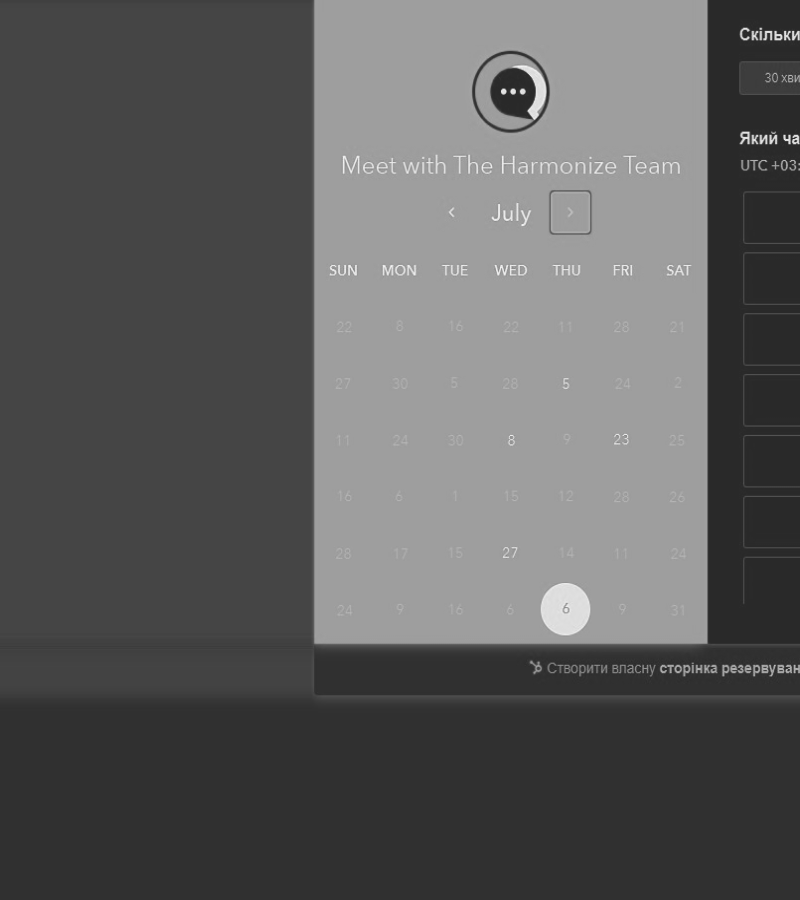 Meet with The Harmonize Team
July
SUN MON TUE WED THU FRI SAT
22 8 16 22 11 28 21
27 30 5 28 5 24 2
11 24 30 8 9 23 25
16 6 1 15 12 28 26
28 17 15 27 14 11 24
24 9 16 6 6 9 31
Скільки
30 хви
Який ча
UTC +03:
Створити власну сторінка резервуван